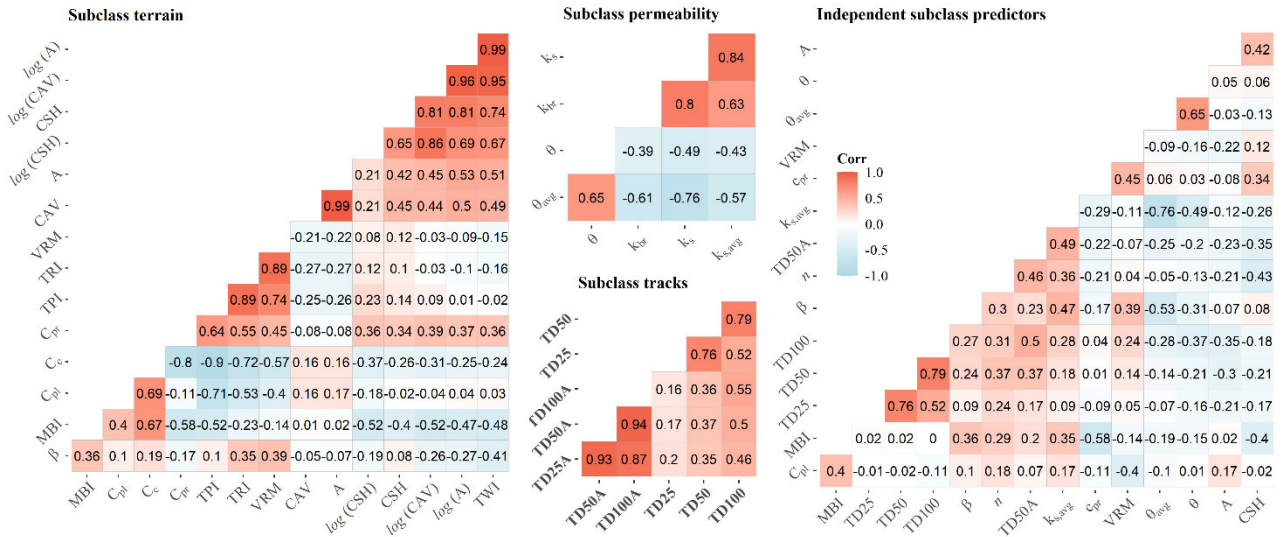 Subclass terrain
log (A)
0.99
log (CAV)
0.96 0.95
CSH
0.81 0.81 0.74
log (CSH)
0.65 0.86 0.69 0.67
A
0.21 0.42 0.45 0.53 0.51
CAV
0.99 0.21 0.45 0.44 0.5 0.49
VRM
-0.21 -0.22 0.08 0.12 -0.03 -0.09 -0.15
TRI
0.89 -0.27 -0.27 0.12 0.1 -0.03 -0.1 -0.16
TPI
0.89 0.74 -0.25 -0.26 0.23 0.14 0.09 0.01 -0.02
Cpr
0.64 0.55 0.45 -0.08 -0.08 0.36 0.34 0.39 0.37 0.36
Cc
-0.8 -0.9 -0.72 -0.57 0.16 0.16 -0.37 -0.26 -0.31 -0.25 -0.24
Cpl
0.69 -0.11 -0.71 -0.53 -0.4 0.16 0.17 -0.18 -0.02 -0.04 0.04 0.03
MBI
0.4 0.67 -0.58 -0.52 -0.23 -0.14 0.01 0.02 -0.52 -0.4 -0.52 -0.47 -0.48
β
0.36 0.1 0.19 -0.17 0.1 0.35 0.39 -0.05 -0.07 -0.19 0.08 -0.26 -0.27 -0.41
MBI Cpl Cc Cpr TPI TRI VRM CAV A log (CSH) CSH log (CAV) log (A) TWI
Subclass permeability
ks
0.84
kbr
0.8 0.63
θ
-0.39 -0.49 -0.43
θavg
0.65 -0.61 -0.76 -0.57
θ kbr ks ks,avg
Subclass tracks
TD50
0.79
TD25
0.76 0.52
TD100A
0.16 0.36 0.55
TD50A
0.94 0.17 0.37 0.5
TD25A
0.93 0.87 0.2 0.35 0.46
TD50A TD100A TD25 TD50 TD100
Independent subclass predictors
A
0.42
θ
0.05 0.06
θavg
0.65 -0.03 -0.13
VRM
-0.09 -0.16 -0.22 0.12
cpr
0.45 0.06 0.03 -0.08 0.34
ks,avg
-0.29 -0.11 -0.76 -0.49 -0.12 -0.26
TD50A
0.49 -0.22 -0.07 -0.25 -0.2 -0.23 -0.35
n
0.46 0.36 -0.21 0.04 -0.05 -0.13 -0.21 -0.43
β
0.3 0.23 0.47 -0.17 0.39 -0.53 -0.31 -0.07 0.08
TD100
0.27 0.31 0.5 0.28 0.04 0.24 -0.28 -0.37 -0.35 -0.18
TD50
0.79 0.24 0.37 0.37 0.18 0.01 0.14 -0.14 -0.21 -0.3 -0.21
TD25
0.76 0.52 0.09 0.24 0.17 0.09 -0.09 0.05 -0.07 -0.16 -0.21 -0.17
MBI
0.02 0.02 0 0.36 0.29 0.2 0.35 -0.58 -0.14 -0.19 -0.15 0.02 -0.4
Cpl
0.4 -0.01 -0.02 -0.11 0.1 0.18 0.07 0.17 -0.11 -0.4 -0.1 0.01 0.17 -0.02
MBI TD25 TD50 TD100 β n TD50A ks,avg cpr VRM θavg θ A CSH
Corr
1.0
0.5
0.0
-0.5
-1.0